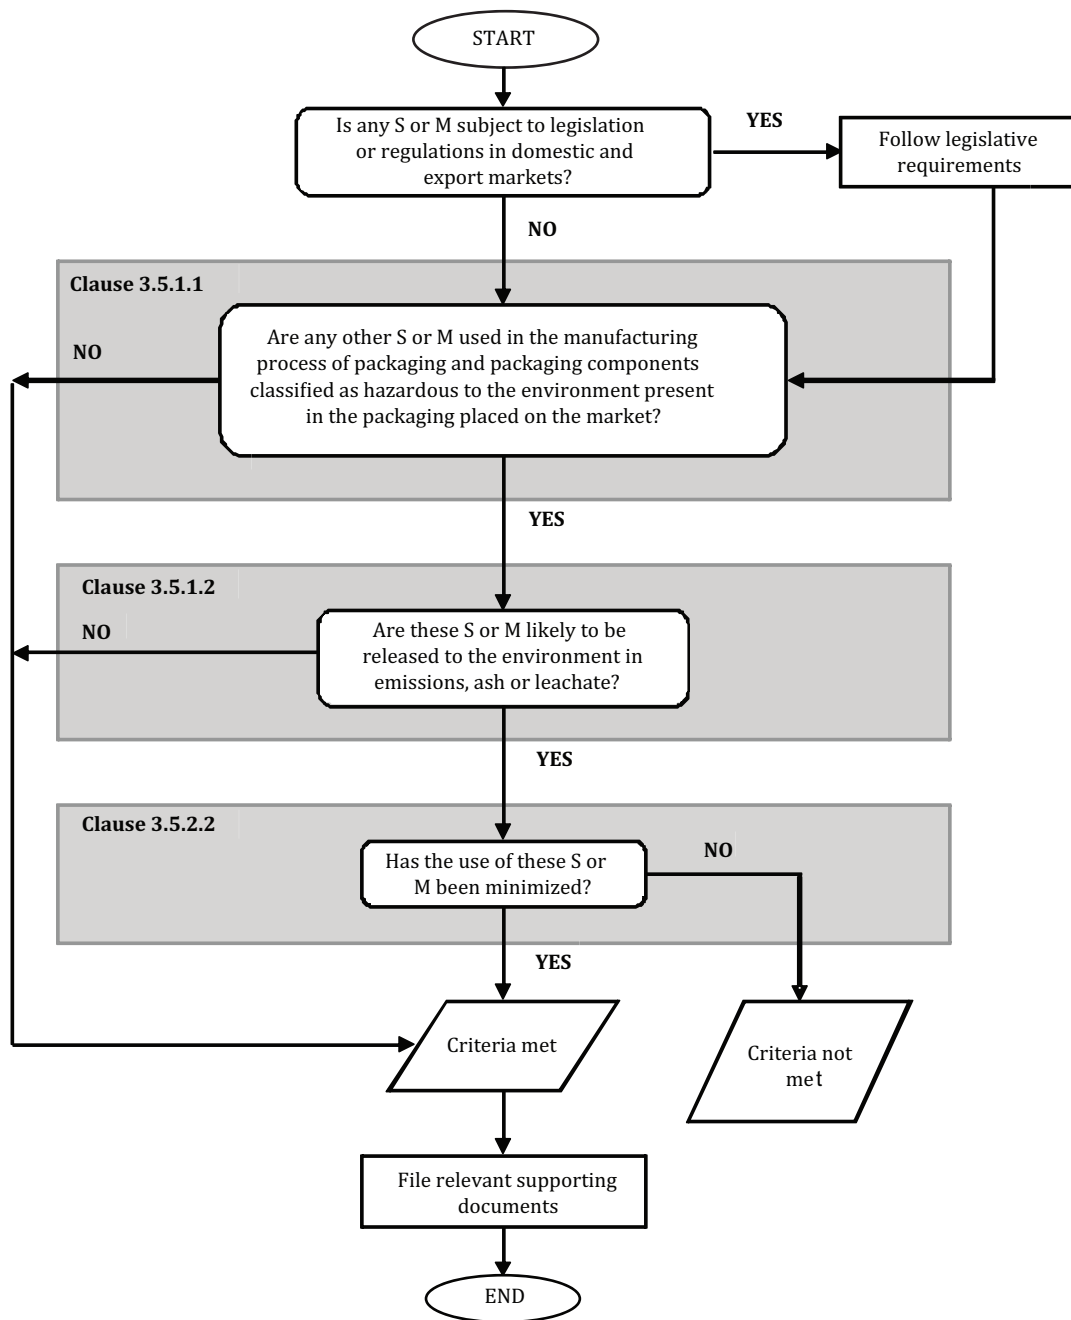 START
Is any S or M subject to legislation
or regulations in domestic and
export markets?
YES
Follow legislative
requirements
NO
Clause 3.5.1.1
Are any other S or M used in the manufacturing
process of packaging and packaging components
classified as hazardous to the environment present
in the packaging placed on the market?
NO
YES
Clause 3.5.1.2
NO
Are these S or M likely to be
released to the environment in
emissions, ash or leachate?
YES
Clause 3.5.2.2
Has the use of these S or
M been minimized?
NO
YES
Criteria met
Criteria not
met
File relevant supporting
documents
END